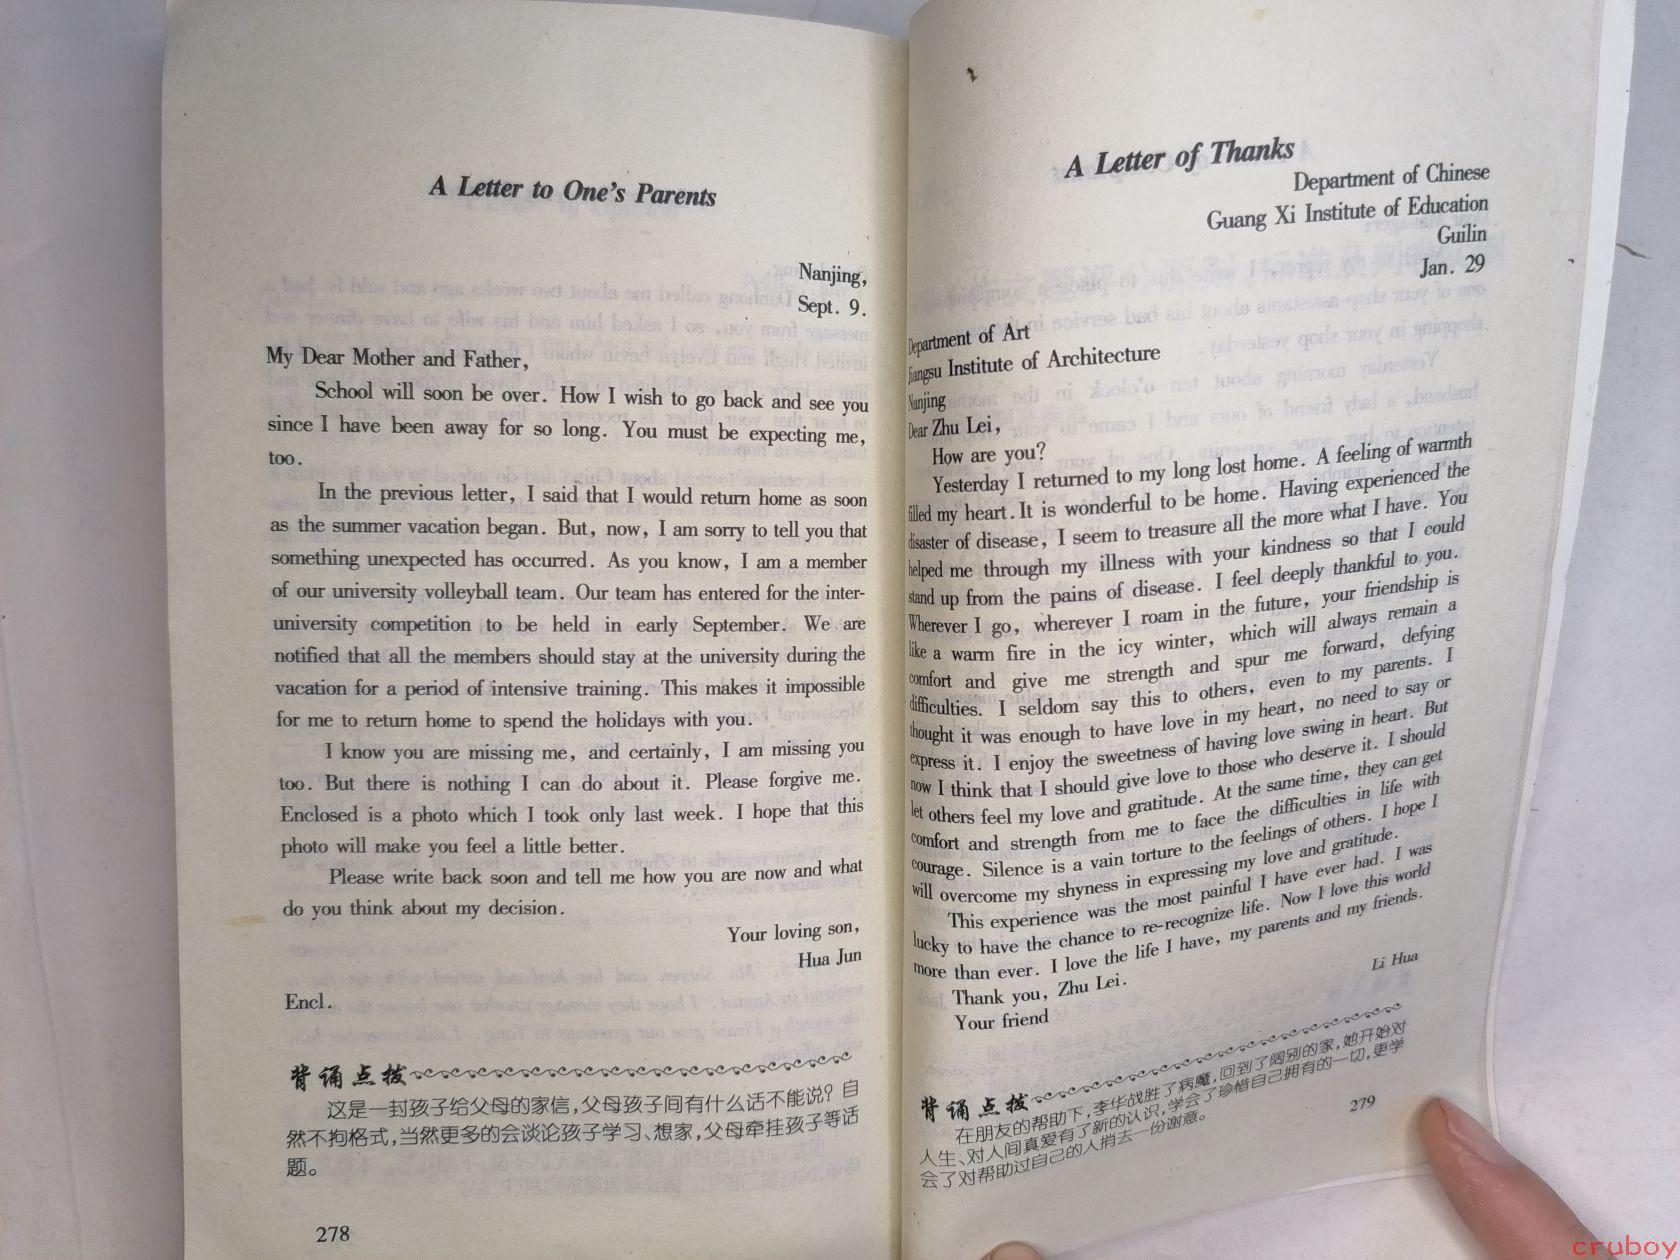 A Letter to One's Parents
Nanjing,
Sept. 9.
My Dear Mother and Father,
School will soon be over. How I wish to go back and see you
since I have been away for so long. You must be expecting me,
too.
In the previous letter, I said that I would return home as soon
as the summer vacation began. But, now, I am sorry to tell you that
something unexpected has occurred. As you know, I am a member
of our university volleyball team. Our team has entered for the inter-
university competition to be held in early September. We are
notified that all the members should stay at the university during the
vacation for a period of intensive training. This makes it impossible
for me to return home to spend the holidays with you.
I know you are missing me, and certainly, I am missing you
too. But there is nothing I can do about it. Please forgive me.
Enclosed is a photo which I took only last week. I hope that this
photo will make you feel a little better.
Please write back soon and tell me how you are now and what
do you think about my decision.
Your loving son,
Hua Jun
Encl.
背诵点拨
这是一封孩子给父母的家信,父母孩子间有什么话不能说?自
然不拘格式,当然更多的会谈论孩子学习、想家,父母牵挂孩子等话
题。
278
A Letter of Thanks
Department of Chinese
Guang Xi Institute of Education
Guilin
Jan. 29
Department of Art
Jiangsu Institute of Architecture
Nanjing
Dear Zhu Lei,
How are you?
Yesterday I returned to my long lost home. A feeling of warmth
filled my heart. It is wonderful to be home. Having experienced the
disaster of disease, I seem to treasure all the more what I have. You
helped me through my illness with your kindness so that I could
stand up from the pains of disease. I feel deeply thankful to you.
Wherever I go, wherever I roam in the future, your friendship is
like a warm fire in the icy winter, which will always remain a
comfort and give me strength and spur me forward, defying
difficulties. I seldom say this to others, even to my parents. I
thought it was enough to have love in my heart, no need to say or
express it. I enjoy the sweetness of having love swing in heart. But
now I think that I should give love to those who deserve it. I should
let others feel my love and gratitude. At the same time, they can get
comfort and strength from me to face the difficulties in life with
courage. Silence is a vain torture to the feelings of others. I hope I
will overcome my shyness in expressing my love and gratitude.
This experience was the most painful I have ever had. I was
lucky to have the chance to re-recognize life. Now I love this world
more than ever. I love the life I have, my parents and my friends.
Thank you, Zhu Lei.
Li Hua
Your friend
背诵点拨
在朋友的帮助下,李华战胜了病魔,回到了阔别的家,她开始对
人生、对人间真爱有了新的认识,学会了珍惜自己拥有的一切,更学
会了对帮助过自己的人捎去一份谢意。
279
cruboy